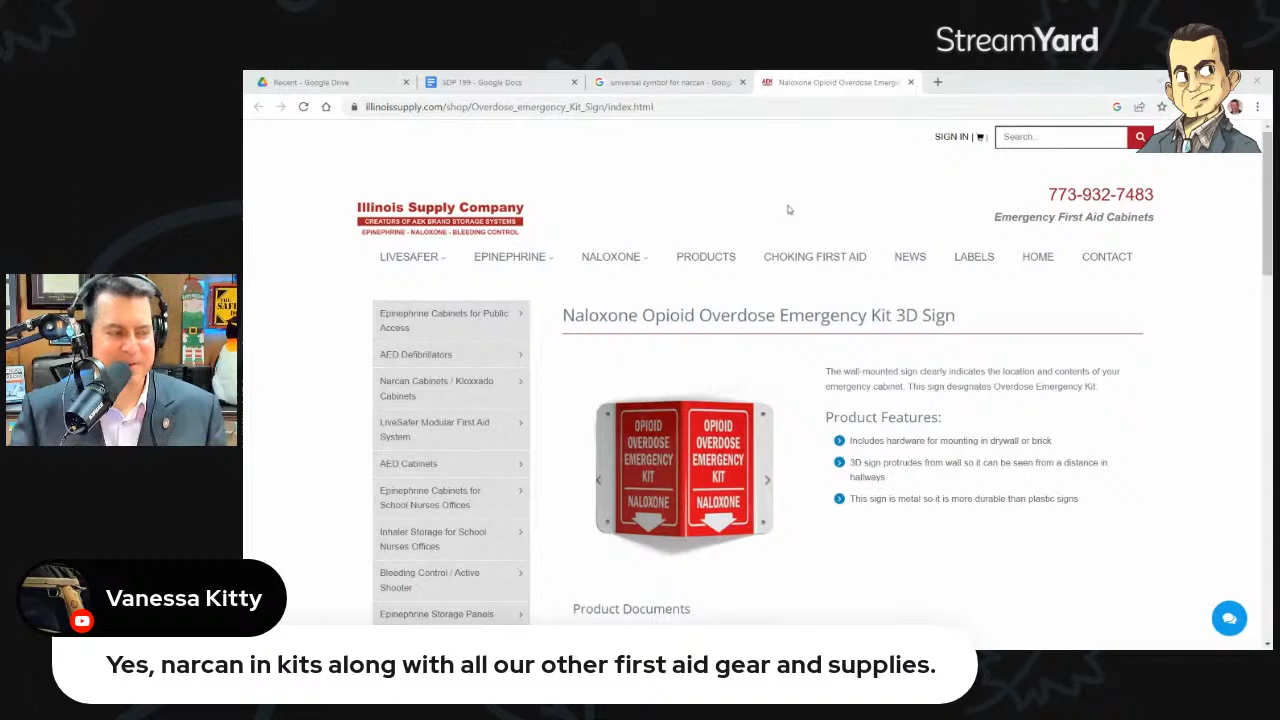 StreamYard
Recent - Google Drive
SDP 199 - Google Docs
universal symbol for narcan - Goog
AEK
Naloxone Opioid Overdose Emerge
illinoissupply.com/shop/Overdose_emergency_Kit_Sign/index.html
SIGN IN |
Search..
773-932-7483
Emergency First Aid Cabinets
Illinois Supply Company
CREATORS OF AEK BRAND STORAGE SYSTEMS
EPINEPHRINE - NALOXONE - BLEEDING CONTROL
LIVESAFER
EPINEPHRINE
NALOXONE
PRODUCTS
CHOKING FIRST AID
NEWS
LABELS
HOME
CONTACT
Epinephrine Cabinets for Public
Access
AED Defibrillators
Narcan Cabinets / Kloxxado
Cabinets
LiveSafer Modular First Aid
System
AED Cabinets
Epinephrine Cabinets for
School Nurses Offices
Inhaler Storage for School
Nurses Offices
Bleeding Control / Active
Shooter
Epinephrine Storage Panels
Naloxone Opioid Overdose Emergency Kit 3D Sign
OPIOID
OVERDOSE
EMERGENCY
KIT
NALOXONE
OPIOID
OVERDOSE
EMERGENCY
KIT
NALOXONE
The wall-mounted sign clearly indicates the location and contents of your
emergency cabinet. This sign designates Overdose Emergency Kit.
Product Features:
Includes hardware for mounting in drywall or brick
3D sign protrudes from wall so it can be seen from a distance in
hallways
This sign is metal so it is more durable than plastic signs
Product Documents
Vanessa Kitty
Yes, narcan in kits along with all our other first aid gear and supplies.